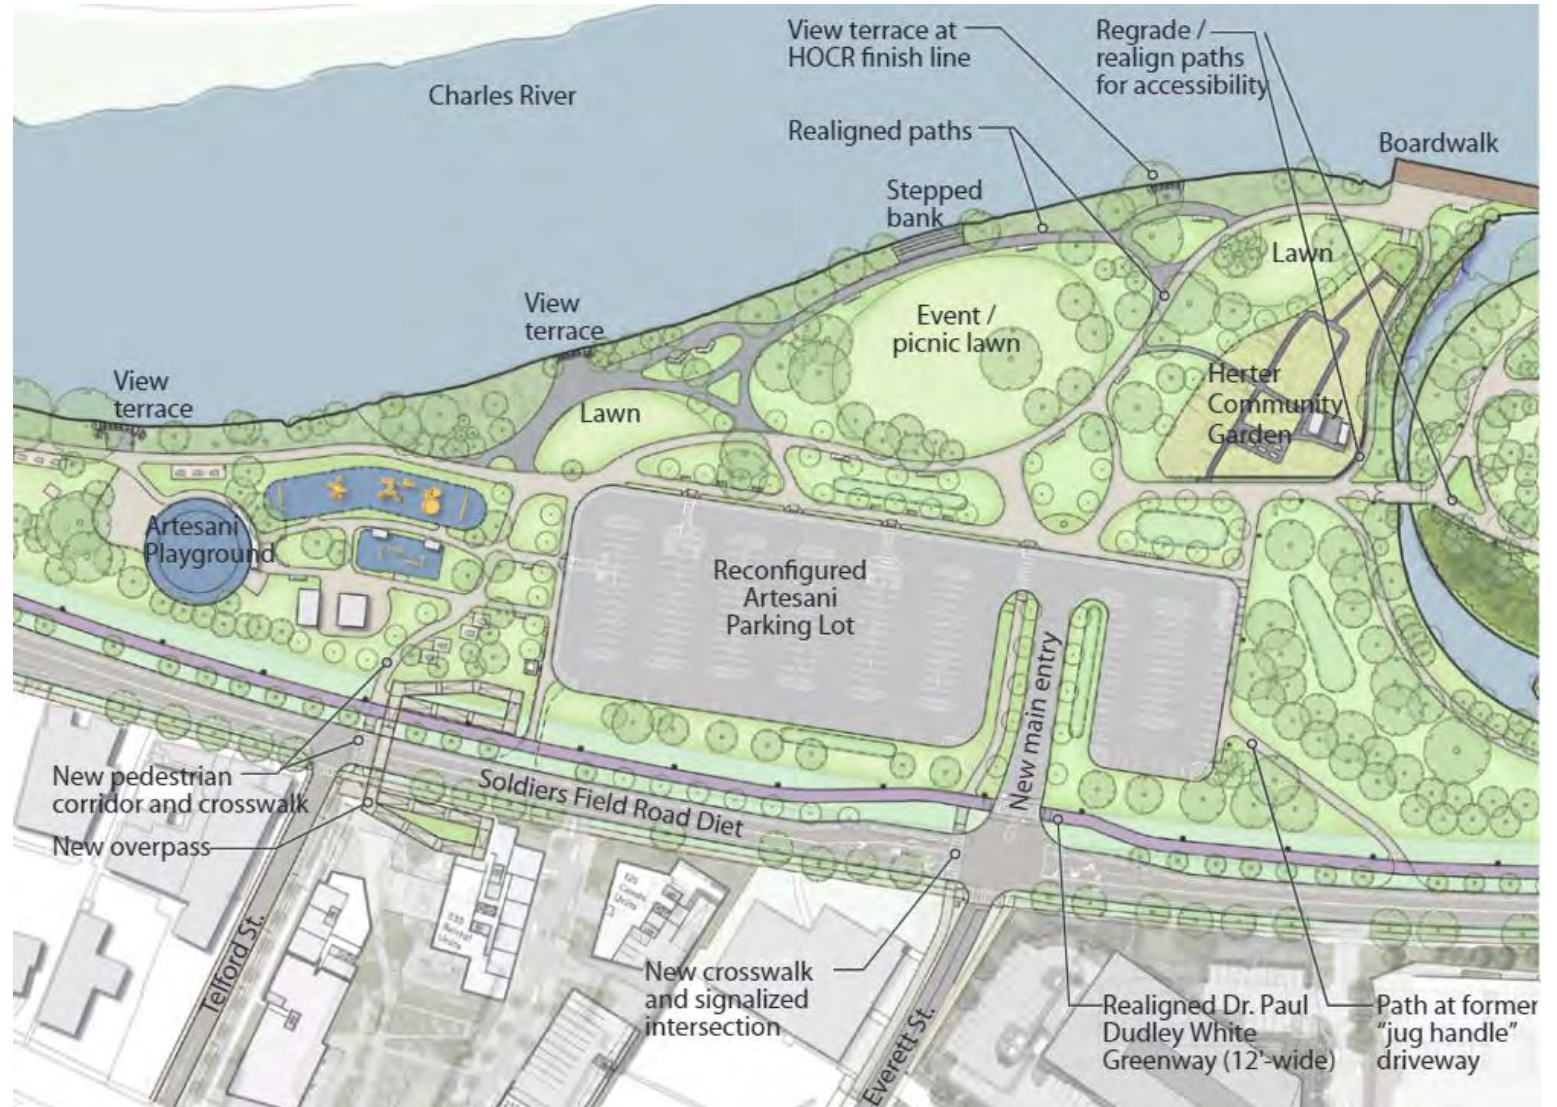 View terrace at
HOCR finish line
Regrade /
realign paths
for accessibility
Charles River
Realigned paths
Boardwalk
Stepped
bank
Lawn
View
terrace
Event /
picnic lawn
View
terrace
Lawn
Herter
Community
Garden
Artesani
Playground
Reconfigured
Artesani
Parking Lot
New main entry
New pedestrian
corridor and crosswalk
Soldiers Field Road Diet
New overpass
Telford St.
Units
Units
New crosswalk
and signalized
intersection
Everett St.
Realigned Dr. Paul
Dudley White
Greenway (12'-wide)
Path at former
"jug handle"
driveway